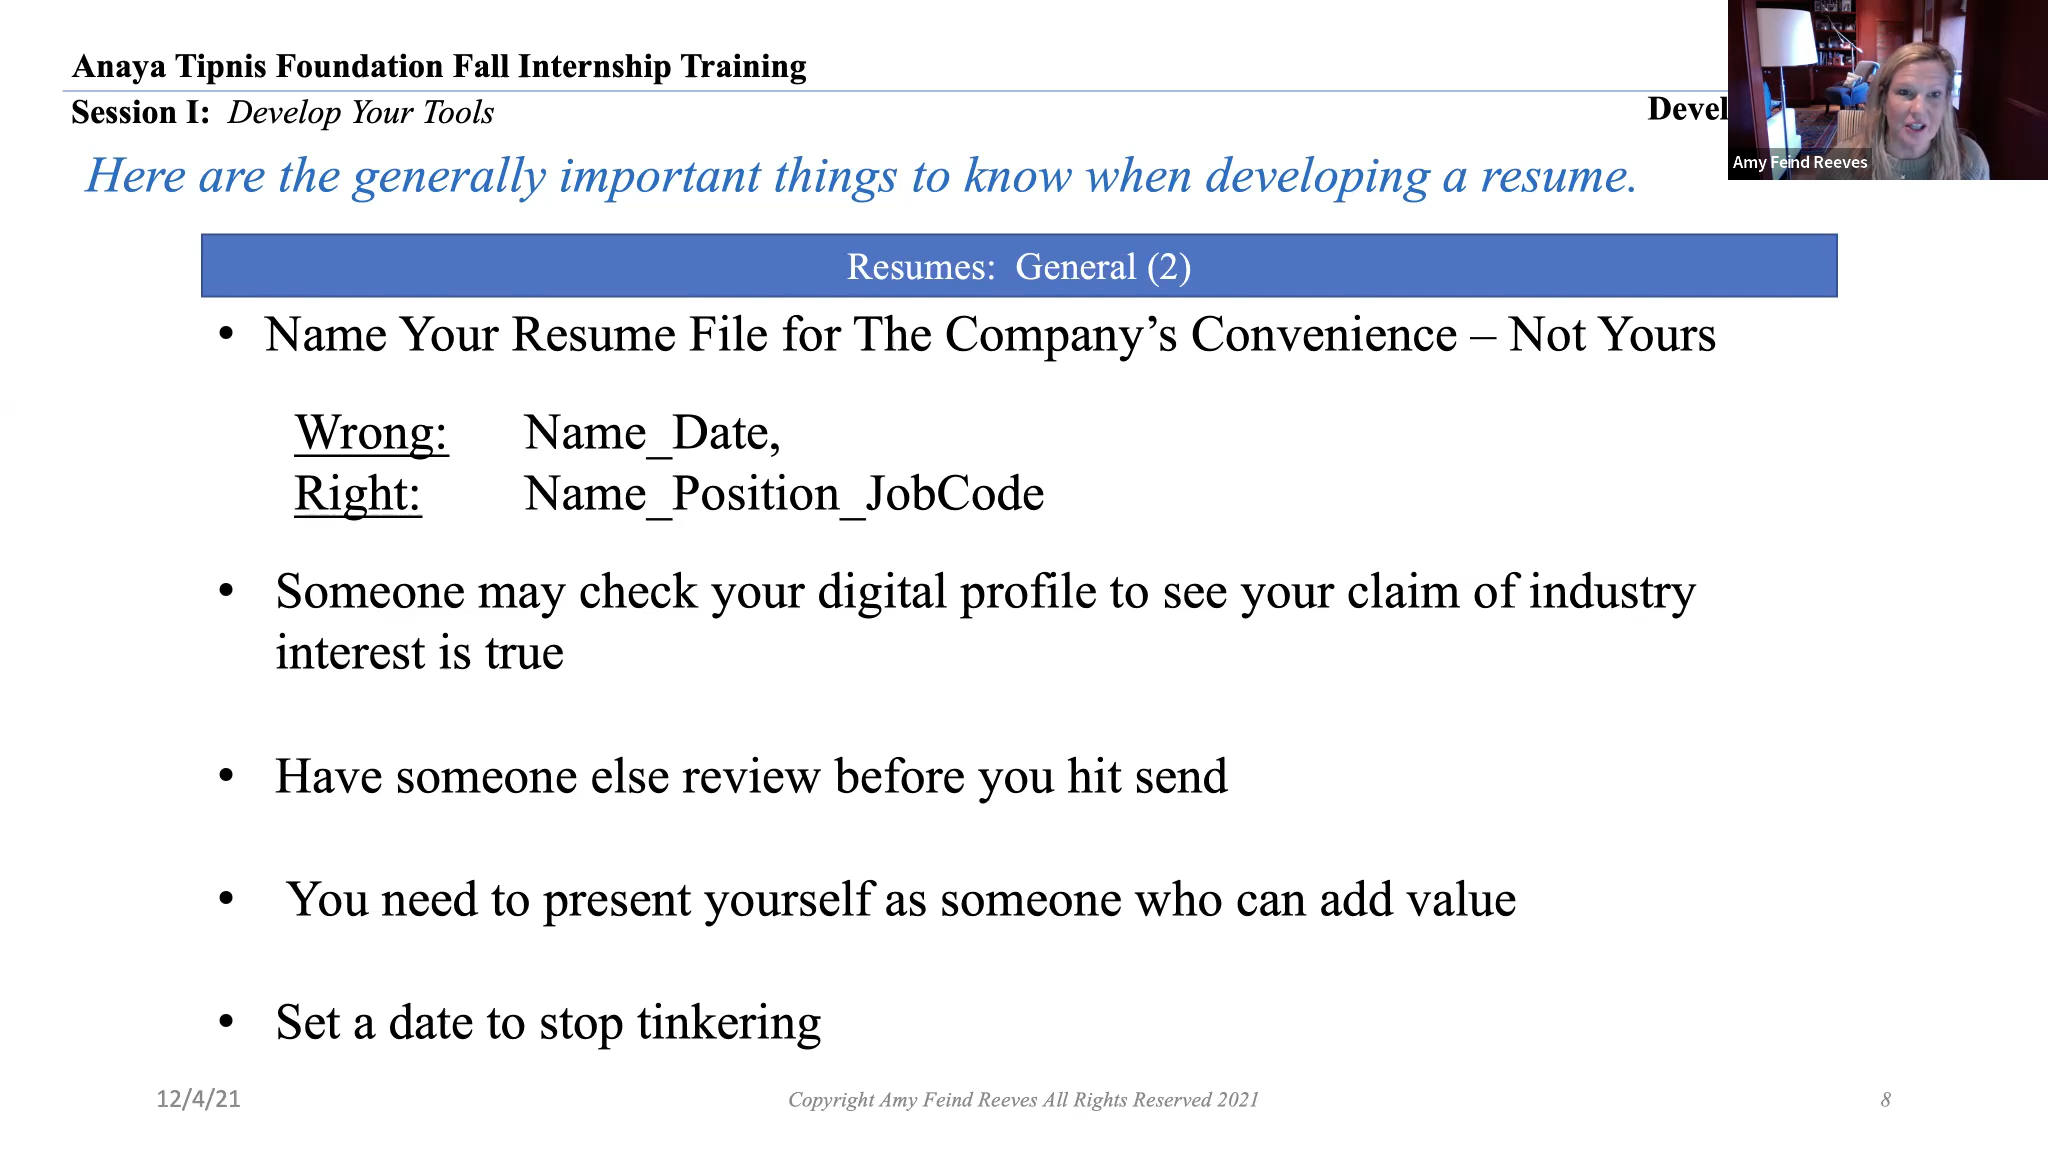 Anaya Tipnis Foundation Fall Internship Training
Session I: Develop Your Tools
Devel
Amy Feind Reeves
Here are the generally important things to know when developing a resume.
Resumes: General (2)
• Name Your Resume File for The Company’s Convenience – Not Yours
Wrong: Name_Date,
Right: Name_Position_JobCode
• Someone may check your digital profile to see your claim of industry
interest is true
• Have someone else review before you hit send
• You need to present yourself as someone who can add value
• Set a date to stop tinkering
12/4/21
Copyright Amy Feind Reeves All Rights Reserved 2021
8